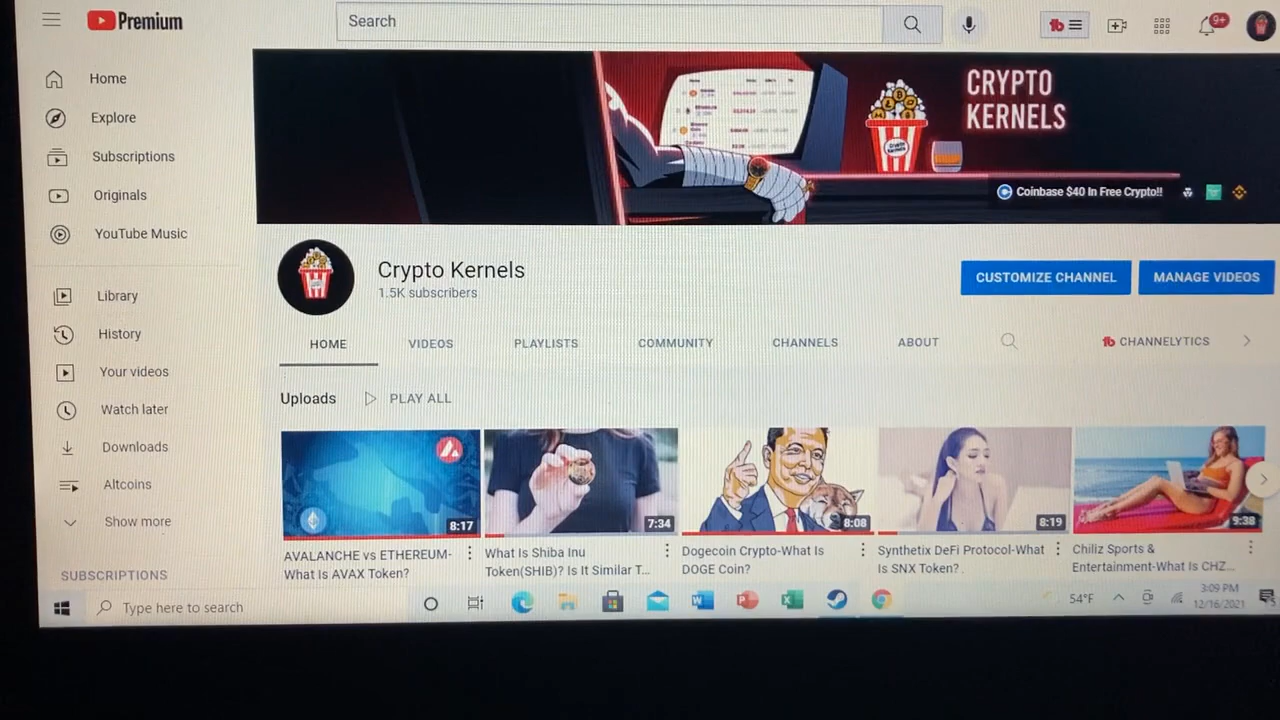 Premium
Search
9+
CRYPTO
KERNELS
Coinbase $40 In Free Crypto!!
Home
Explore
Subscriptions
Originals
YouTube Music
Library
History
Your videos
Watch later
Downloads
Altcoins
Show more
SUBSCRIPTIONS
Crypto Kernels
1.5K subscribers
CUSTOMIZE CHANNEL
MANAGE VIDEOS
HOME
VIDEOS
PLAYLISTS
COMMUNITY
CHANNELS
ABOUT
CHANNELYTICS
Uploads
PLAY ALL
8:17
7:34
8:08
8:19
9:38
AVALANCHE vs ETHEREUM-
What Is AVAX Token?
What Is Shiba Inu
Token(SHIB)? Is It Similar T...
Dogecoin Crypto-What Is
DOGE Coin?
Synthetix DeFi Protocol-What
Is SNX Token? .
Chiliz Sports &
Entertainment-What Is CHZ...
Type here to search
54°F
3:09 PM
12/16/2021